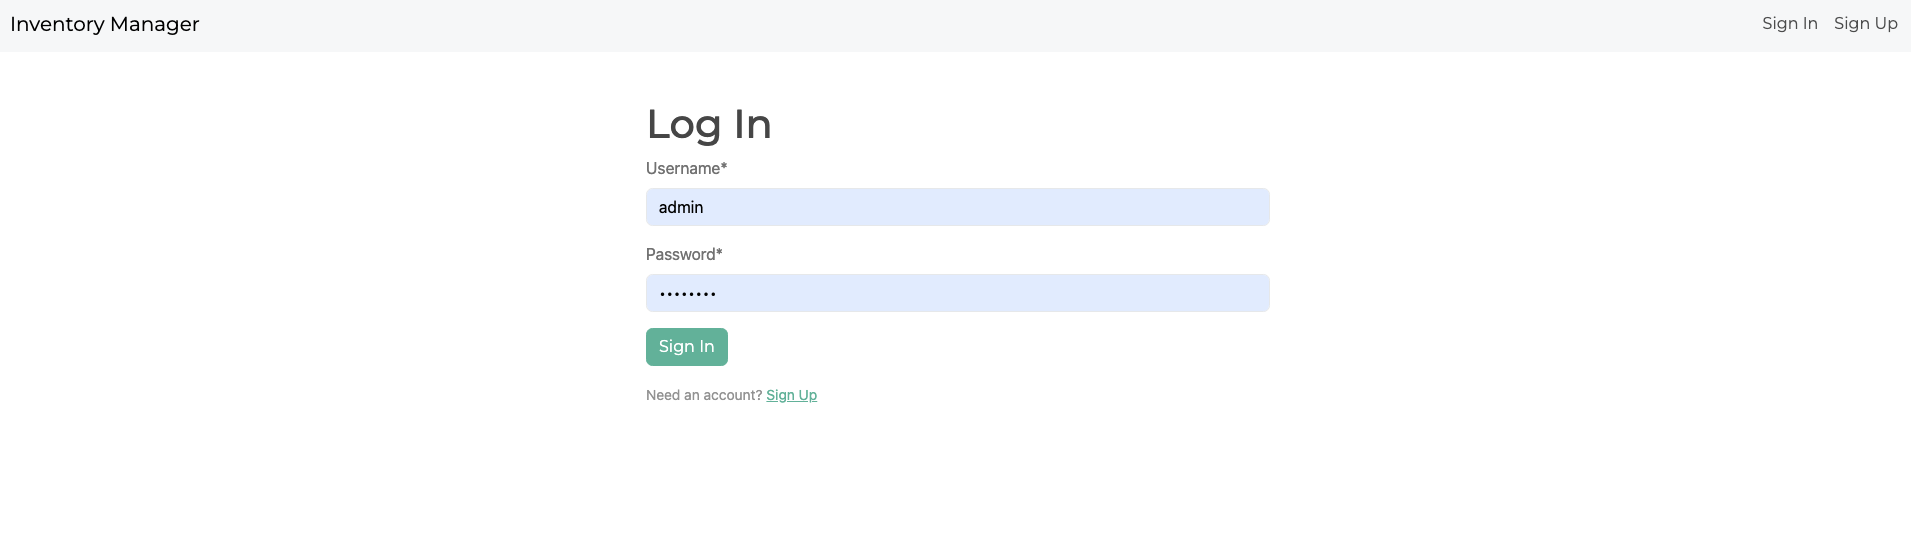 Inventory Manager
Sign In Sign Up
Log In
Username*
admin
Password*
••••••••
Sign In
Need an account? Sign Up